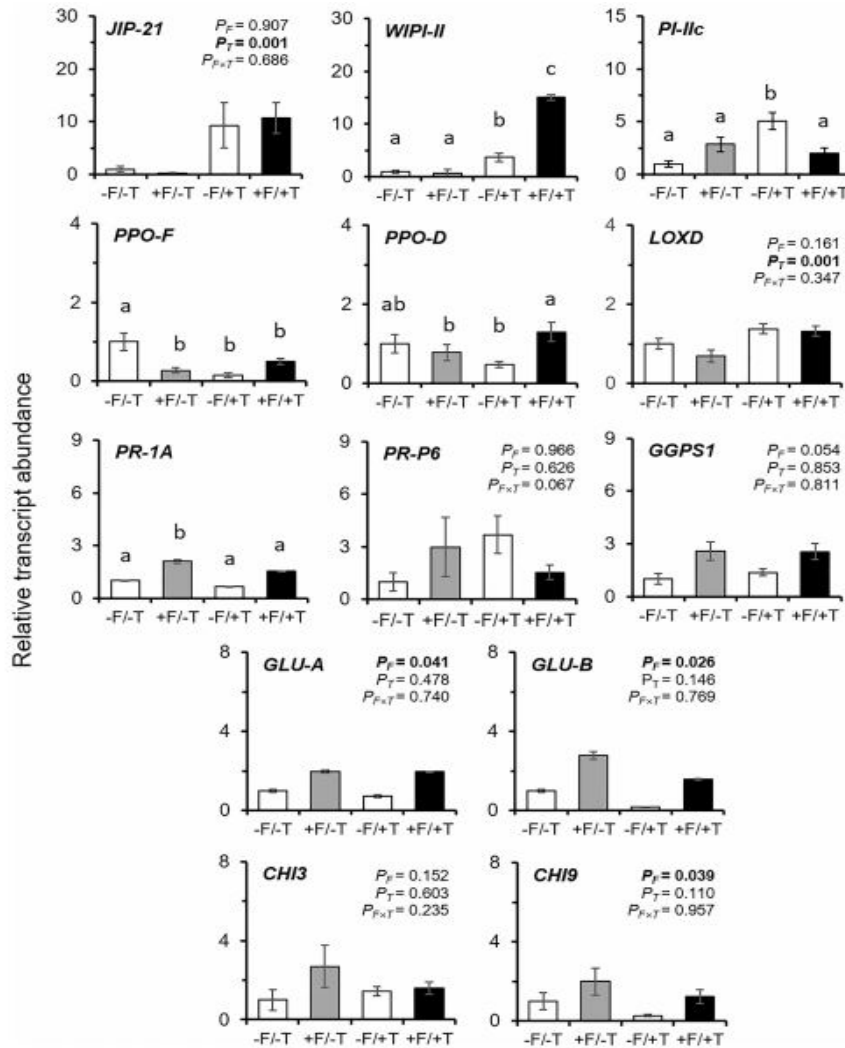 Relative transcript abundance
JIP-21
P_F = 0.907
P_T = 0.001
P_F×T = 0.686
30
20
10
0
-F/-T +F/-T -F/+T +F/+T
WIPI-II
30
15
0
a a b c
-F/-T +F/-T -F/+T +F/+T
PI-IIc
15
10
5
0
a a b a
-F/-T +F/-T -F/+T +F/+T
PPO-F
4
2
0
a b b b
-F/-T +F/-T -F/+T +F/+T
PPO-D
4
2
0
ab b b a
-F/-T +F/-T -F/+T +F/+T
LOXD
P_F = 0.161
P_T = 0.001
P_F×T = 0.347
4
2
0
-F/-T +F/-T -F/+T +F/+T
PR-1A
9
6
3
0
a b a a
-F/-T +F/-T -F/+T +F/+T
PR-P6
P_F = 0.966
P_T = 0.626
P_F×T = 0.067
9
6
3
0
-F/-T +F/-T -F/+T +F/+T
GGPS1
P_F = 0.054
P_T = 0.853
P_F×T = 0.811
9
6
3
0
-F/-T +F/-T -F/+T +F/+T
GLU-A
P_F = 0.041
P_T = 0.478
P_F×T = 0.740
8
4
0
-F/-T +F/-T -F/+T +F/+T
GLU-B
P_F = 0.026
P_T = 0.146
P_F×T = 0.769
8
4
0
-F/-T +F/-T -F/+T +F/+T
CHI3
P_F = 0.152
P_T = 0.603
P_F×T = 0.235
8
4
0
-F/-T +F/-T -F/+T +F/+T
CHI9
P_F = 0.039
P_T = 0.110
P_F×T = 0.957
8
4
0
-F/-T +F/-T -F/+T +F/+T